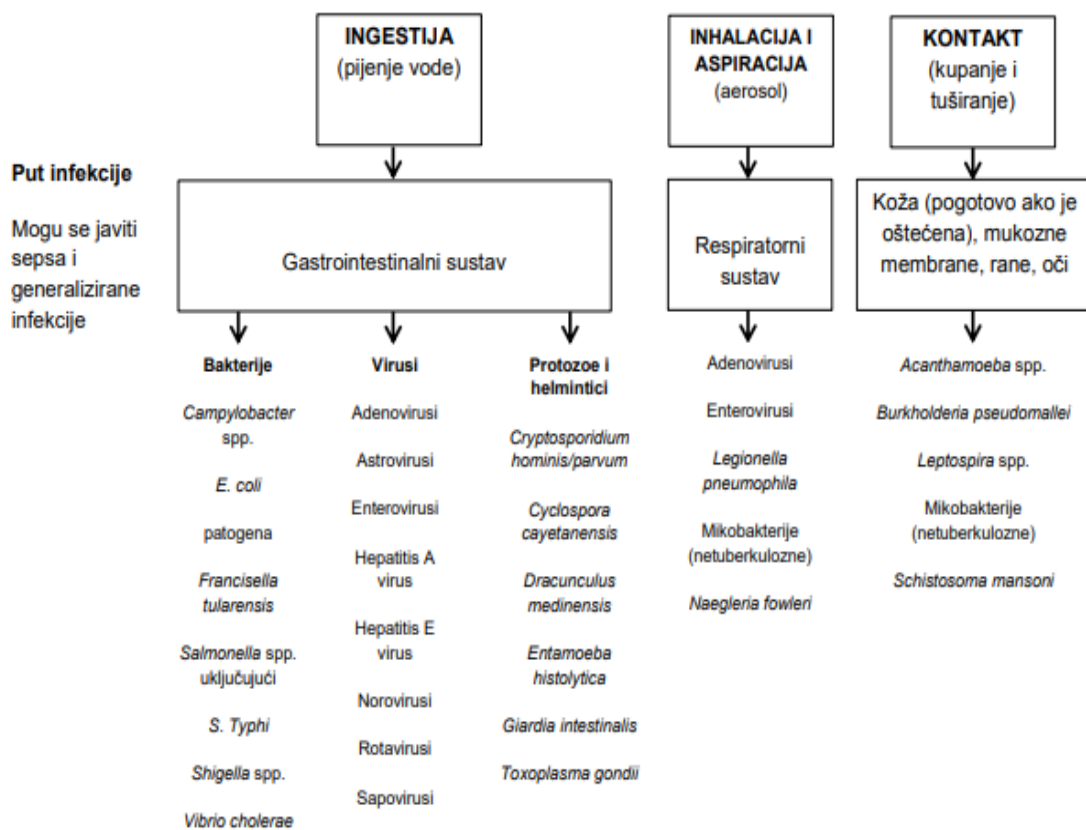 INGESTIJA
(pijenje vode)
INHALACIJA I
ASPIRACIJA
(aerosol)
KONTAKT
(kupanje i
tuširanje)
Put infekcije
Mogu se javiti
sepsa i
generalizirane
infekcije
Gastrointestinalni sustav
Respiratorni
sustav
Koža (pogotovo ako je
oštećena), mukozne
membrane, rane, oči
Bakterije
Campylobacter
spp.
E. coli
patogena
Francisella
tularensis
Salmonella spp.
uključujući
S. Typhi
Shigella spp.
Vibrio cholerae
Virusi
Adenovirusi
Astrovirusi
Enterovirusi
Hepatitis A
virus
Hepatitis E
virus
Norovirusi
Rotavirusi
Sapovirusi
Protozoe i
helmintici
Cryptosporidium
hominis/parvum
Cyclospora
cayetanensis
Dracunculus
medinensis
Entamoeba
histolytica
Giardia intestinalis
Toxoplasma gondii
Adenovirusi
Enterovirusi
Legionella
pneumophila
Mikobakterije
(netuberkulozne)
Naegleria fowleri
Acanthamoeba spp.
Burkholderia pseudomallei
Leptospira spp.
Mikobakterije
(netuberkulozne)
Schistosoma mansoni